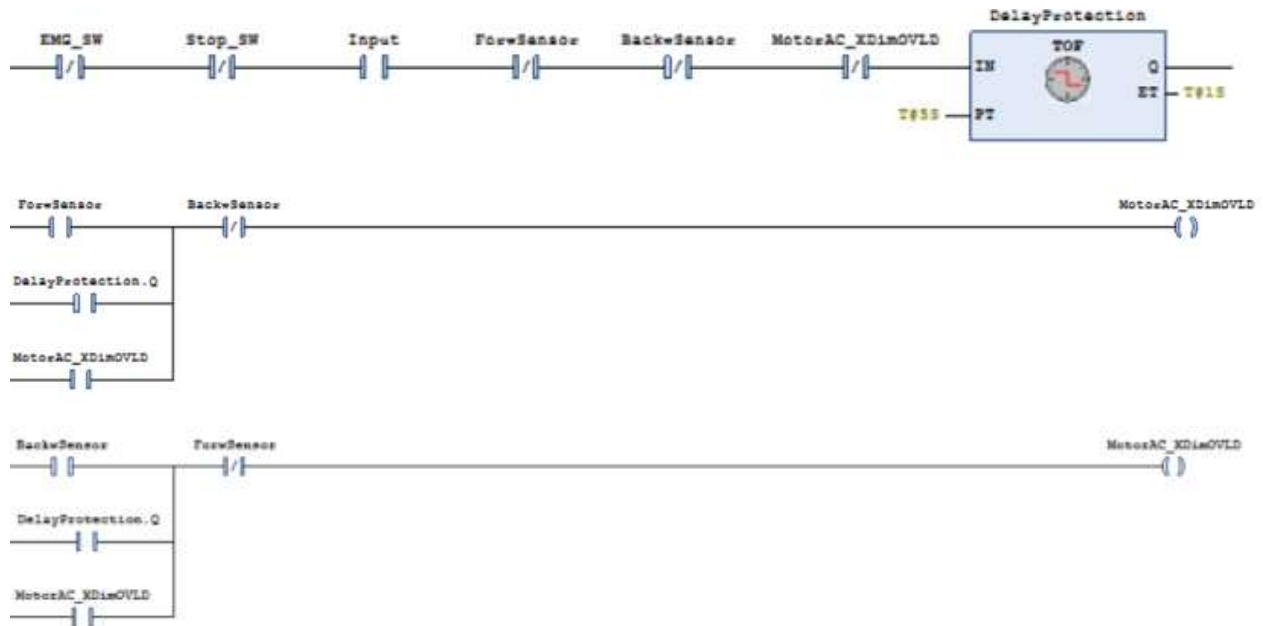 DelayProtection
EMG_SW Stop_SW Input ForwSensor BackwSensor MotorAC_XDimOVLD
TOF
IN Q
ET T#1S
T#5S PT
ForwSensor BackwSensor MotorAC_XDimOVLD
DelayProtection.Q
MotorAC_XDimOVLD
BackwSensor ForwSensor MotorAC_XDimOVLD
DelayProtection.Q
MotorAC_XDimOVLD